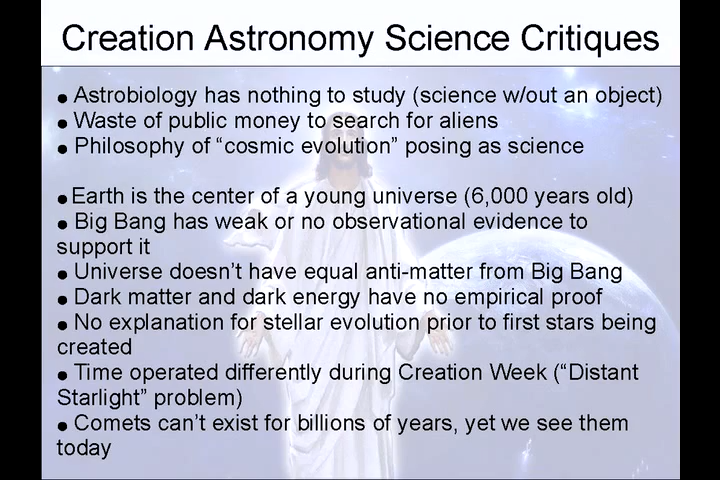 Creation Astronomy Science Critiques
● Astrobiology has nothing to study (science w/out an object)
● Waste of public money to search for aliens
● Philosophy of “cosmic evolution” posing as science
● Earth is the center of a young universe (6,000 years old)
● Big Bang has weak or no observational evidence to
support it
● Universe doesn’t have equal anti-matter from Big Bang
● Dark matter and dark energy have no empirical proof
● No explanation for stellar evolution prior to first stars being
created
● Time operated differently during Creation Week (“Distant
Starlight” problem)
● Comets can’t exist for billions of years, yet we see them
today